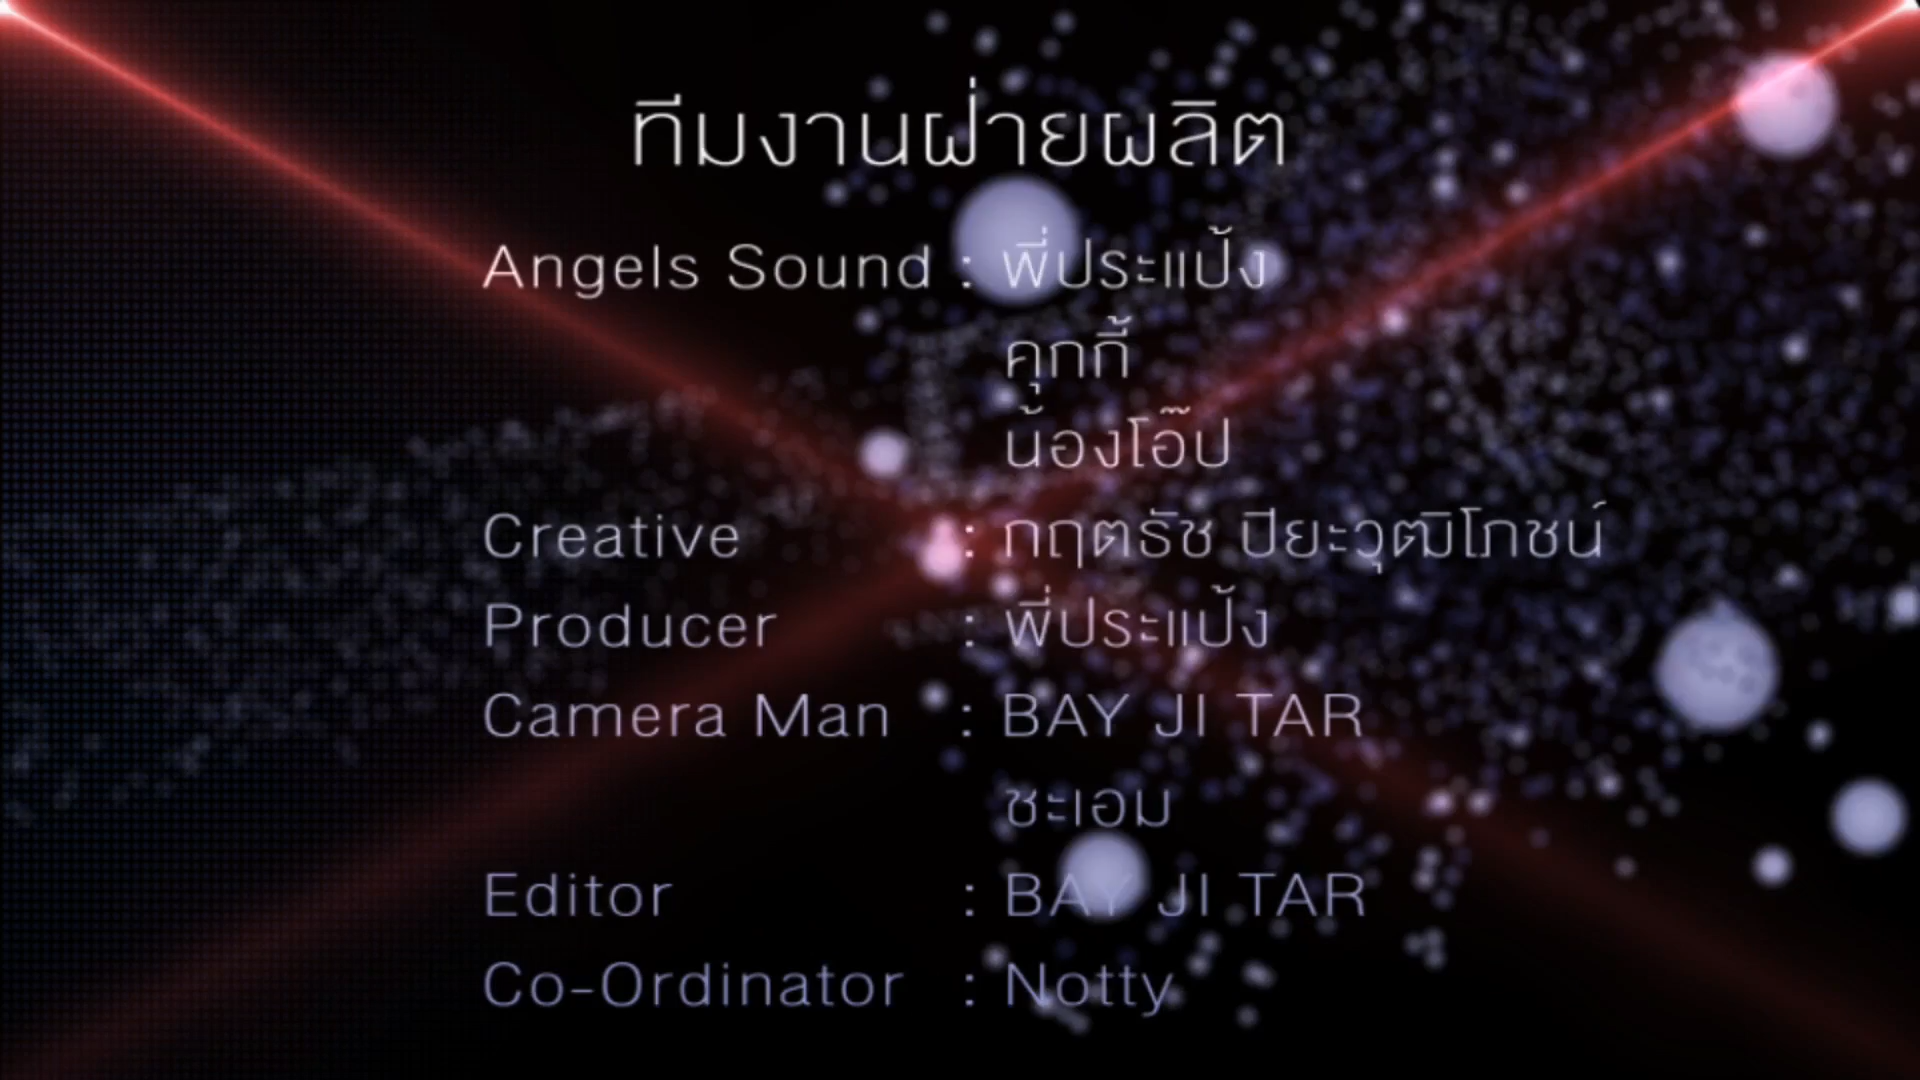 ทีมงานฝ่ายผลิต
Angels Sound : พี่ประแป้ง
คุกกี้
น้องโอ๊ป
Creative : กฤตธัช ปิยะวุฒิโภชน์
Producer : พี่ประแป้ง
Camera Man : BAY JI TAR
ชะเอม
Editor : BAY JI TAR
Co-Ordinator : Notty